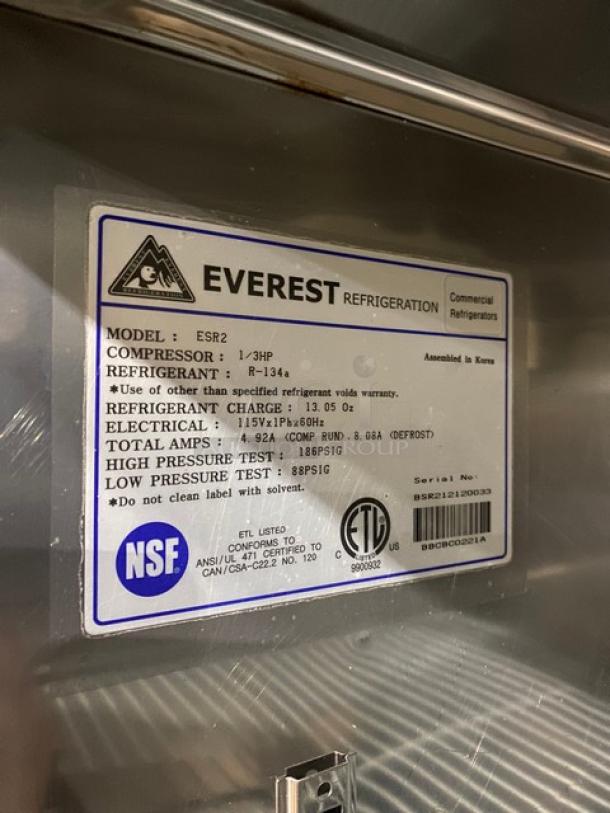 EVEREST REFRIGERATION
Commercial
Refrigerators
MODEL : ESR2
COMPRESSOR : 1/3HP
Assembled in Korea
REFRIGERANT : R-134a
*Use of other than specified refrigerant voids warranty.
REFRIGERANT CHARGE : 13.05 Oz
ELECTRICAL : 115Vx1Phx60Hz
TOTAL AMPS : 4.92A (COMP RUN). 8.08A (DEFROST)
HIGH PRESSURE TEST : 186PSIG
LOW PRESSURE TEST : 88PSIG
*Do not clean label with solvent.
Serial No:
BSR212120033
BBCBC0221A
NSF
ETL LISTED
CONFORMS TO
ANSI/UL 471 CERTIFIED TO
CAN/CSA-C22.2 NO. 120
C ETL US
LISTED
9900932